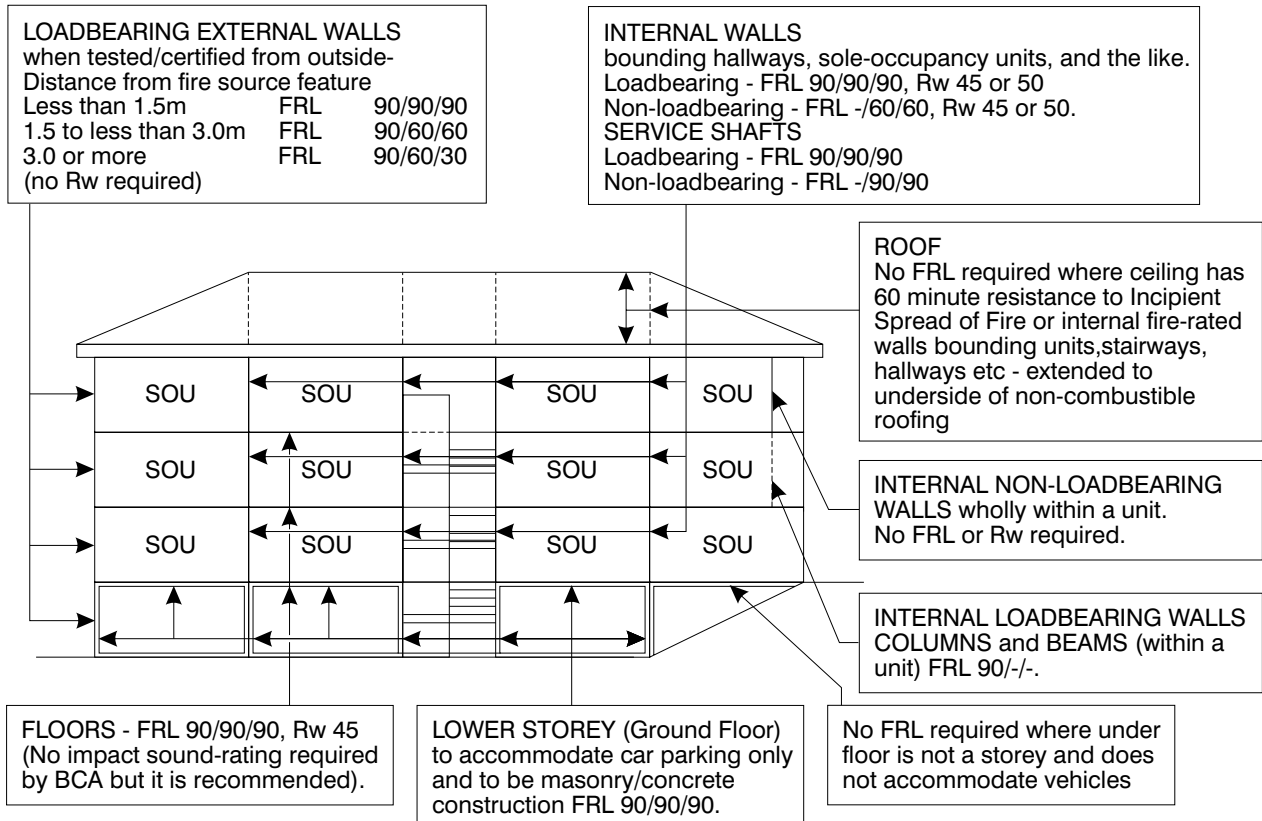 LOADBEARING EXTERNAL WALLS
when tested/certified from outside-
Distance from fire source feature
Less than 1.5m FRL 90/90/90
1.5 to less than 3.0m FRL 90/60/60
3.0 or more FRL 90/60/30
(no Rw required)
INTERNAL WALLS
bounding hallways, sole-occupancy units, and the like.
Loadbearing - FRL 90/90/90, Rw 45 or 50
Non-loadbearing - FRL -/60/60, Rw 45 or 50.
SERVICE SHAFTS
Loadbearing - FRL 90/90/90
Non-loadbearing - FRL -/90/90
ROOF
No FRL required where ceiling has
60 minute resistance to Incipient
Spread of Fire or internal fire-rated
walls bounding units,stairways,
hallways etc - extended to
underside of non-combustible
roofing
SOU SOU SOU SOU
SOU SOU SOU SOU
SOU SOU SOU SOU
INTERNAL NON-LOADBEARING
WALLS wholly within a unit.
No FRL or Rw required.
INTERNAL LOADBEARING WALLS
COLUMNS and BEAMS (within a
unit) FRL 90/-/-.
FLOORS - FRL 90/90/90, Rw 45
(No impact sound-rating required
by BCA but it is recommended).
LOWER STOREY (Ground Floor)
to accommodate car parking only
and to be masonry/concrete
construction FRL 90/90/90.
No FRL required where under
floor is not a storey and does
not accommodate vehicles